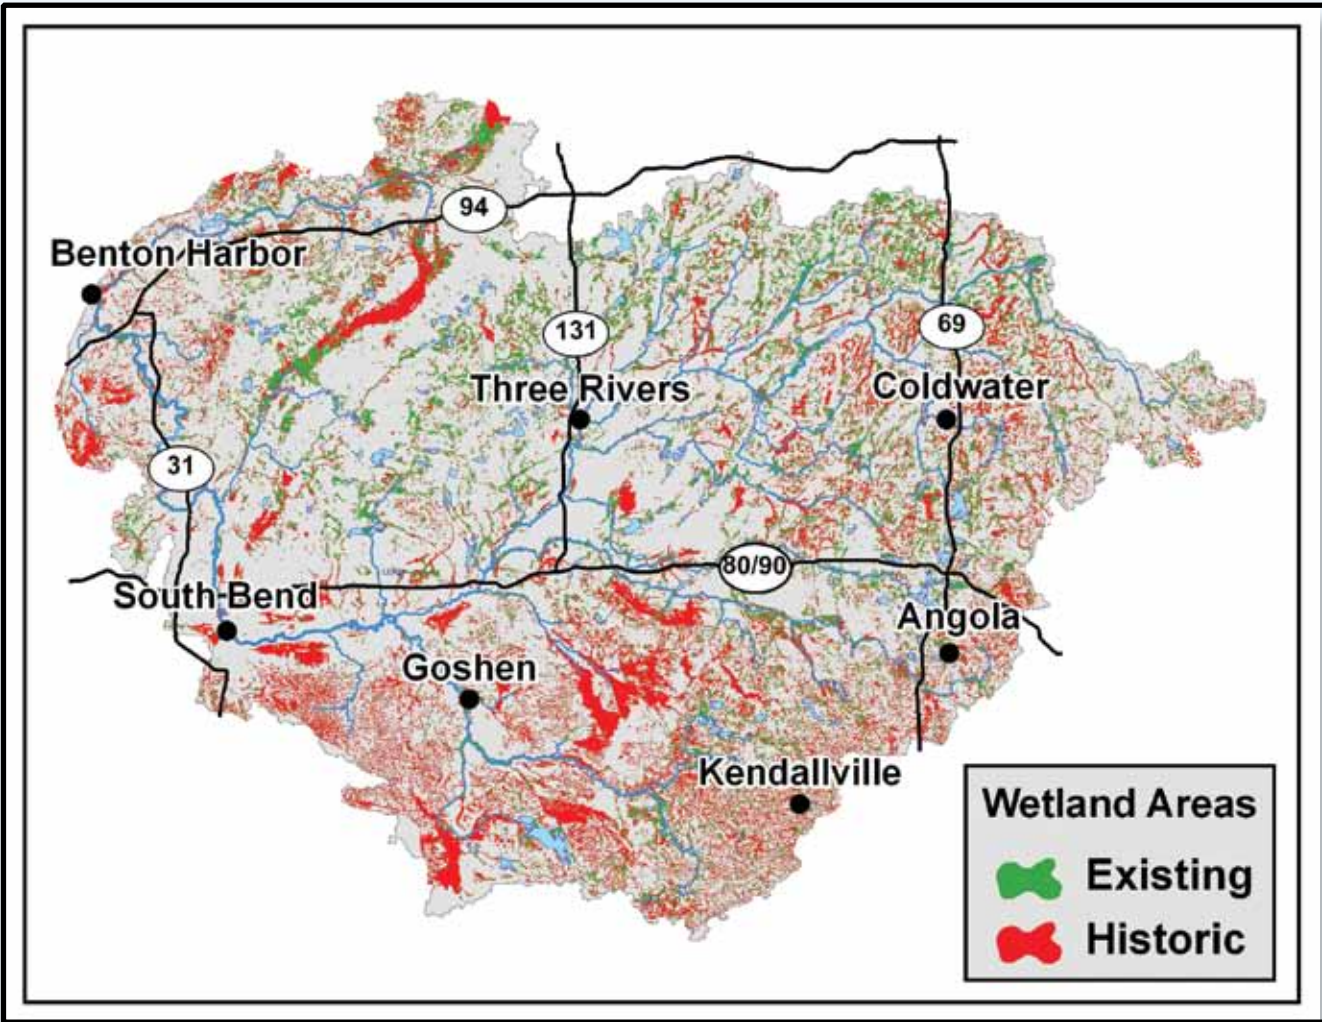 94
Benton Harbor
131
69
Three Rivers
Coldwater
31
80/90
South Bend
Angola
Goshen
Kendallville
Wetland Areas
Existing
Historic